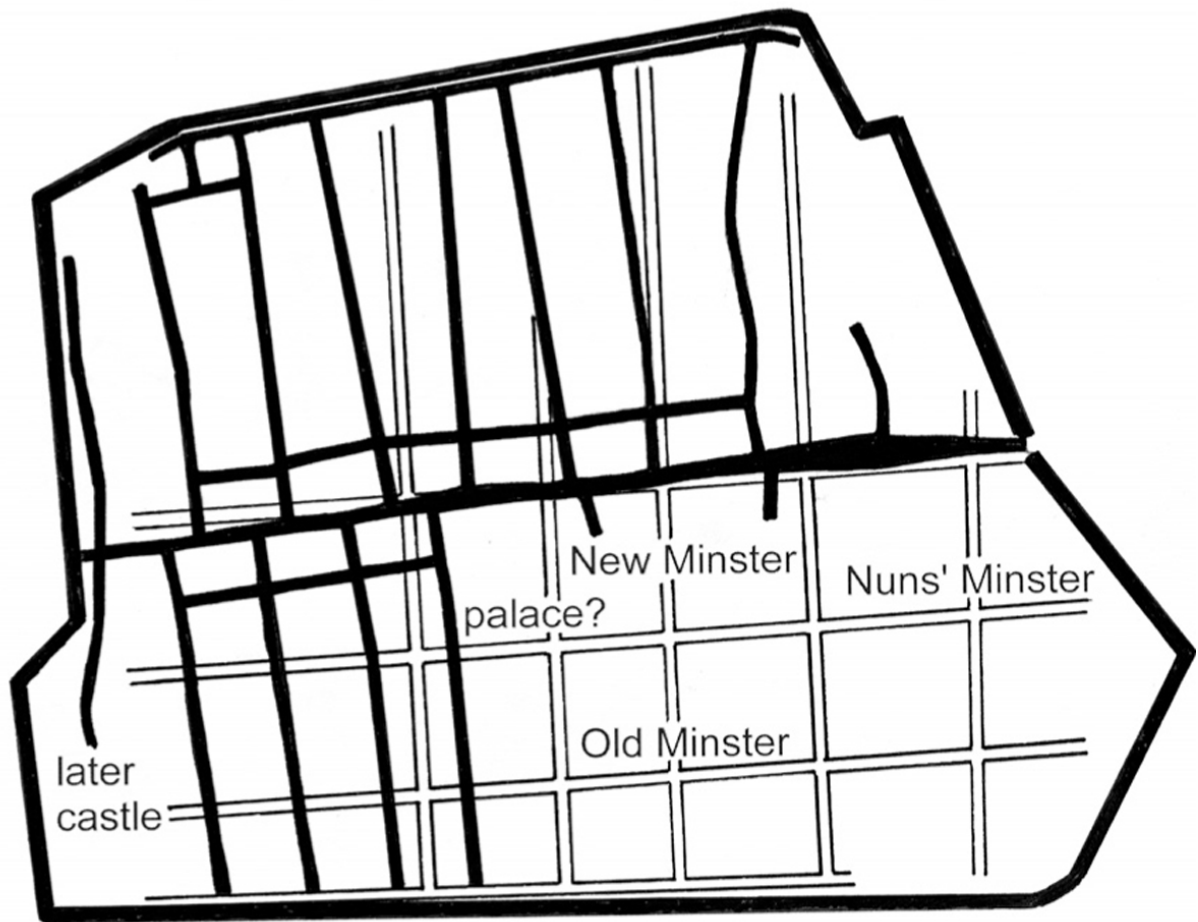 New Minster
Nuns' Minster
palace?
Old Minster
later
castle